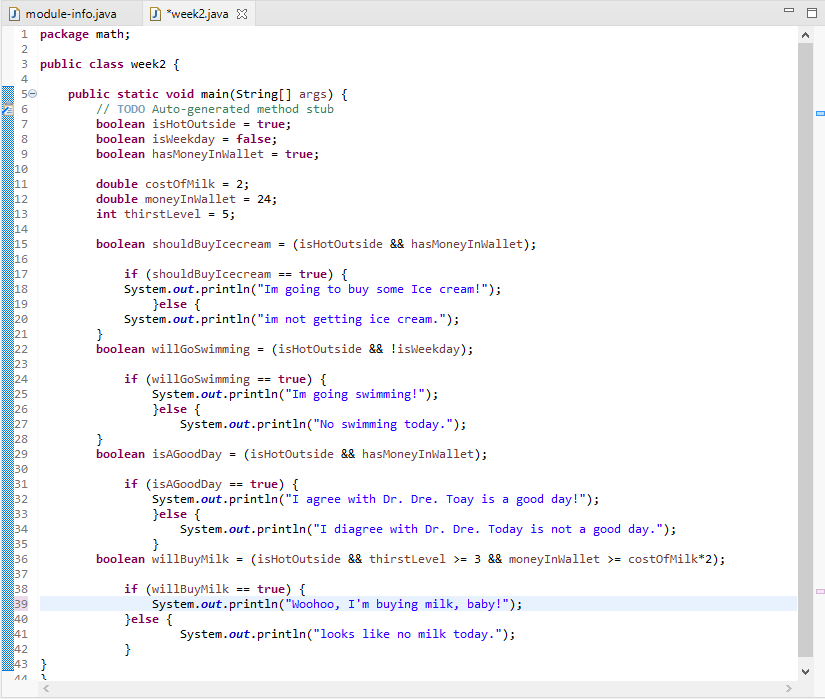 module-info.java
*week2.java
1 package math;
2
3 public class week2 {
4
5 public static void main(String[] args) {
6 // TODO Auto-generated method stub
7 boolean isHotOutside = true;
8 boolean isWeekday = false;
9 boolean hasMoneyInWallet = true;
10
11 double costOfMilk = 2;
12 double moneyInWallet = 24;
13 int thirstLevel = 5;
14
15 boolean shouldBuyIcecream = (isHotOutside && hasMoneyInWallet);
16
17 if (shouldBuyIcecream == true) {
18 System.out.println("Im going to buy some Ice cream!");
19 }else {
20 System.out.println("im not getting ice cream.");
21 }
22 boolean willGoSwimming = (isHotOutside && !isWeekday);
23
24 if (willGoSwimming == true) {
25 System.out.println("Im going swimming!");
26 }else {
27 System.out.println("No swimming today.");
28 }
29 boolean isAGoodDay = (isHotOutside && hasMoneyInWallet);
30
31 if (isAGoodDay == true) {
32 System.out.println("I agree with Dr. Dre. Toay is a good day!");
33 }else {
34 System.out.println("I diagree with Dr. Dre. Today is not a good day.");
35 }
36 boolean willBuyMilk = (isHotOutside && thirstLevel >= 3 && moneyInWallet >= costOfMilk*2);
37
38 if (willBuyMilk == true) {
39 System.out.println("Woohoo, I'm buying milk, baby!");
40 }else {
41 System.out.println("looks like no milk today.");
42 }
43 }
44 }